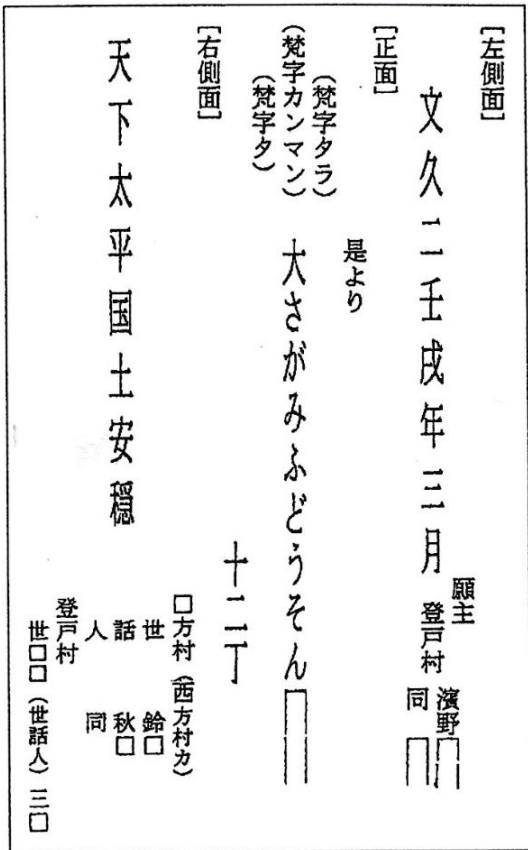 [左側面]
文久二壬戌年三月
願主
登戸村
濱野
同
[正面]
(梵字タラ)
(梵字カンマン)
(梵字タ)
是より
大さがみふどうそん
十二丁
[右側面]
天下太平国土安穏
□方村(西方村カ)
世 鈴□
話 秋□
人 同
登戸村
世□□(世話人)三□